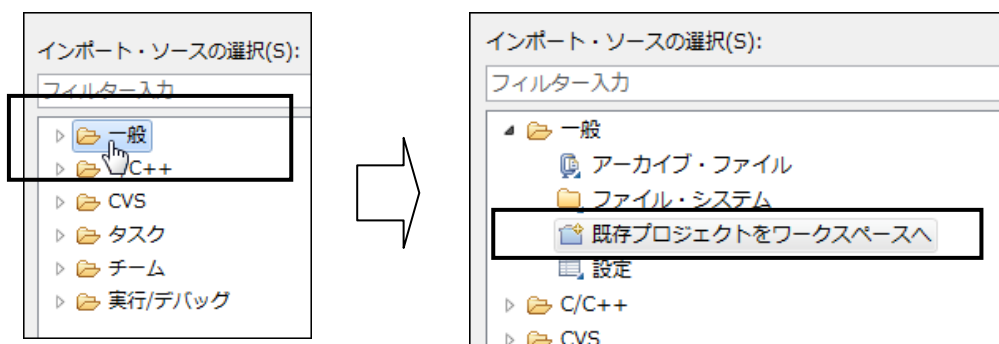 インポート・ソースの選択(S):
フィルター入力
一般
C/C++
CVS
タスク
チーム
実行/デバッグ
インポート・ソースの選択(S):
フィルター入力
一般
アーカイブ・ファイル
ファイル・システム
既存プロジェクトをワークスペースへ
設定
C/C++
CVS